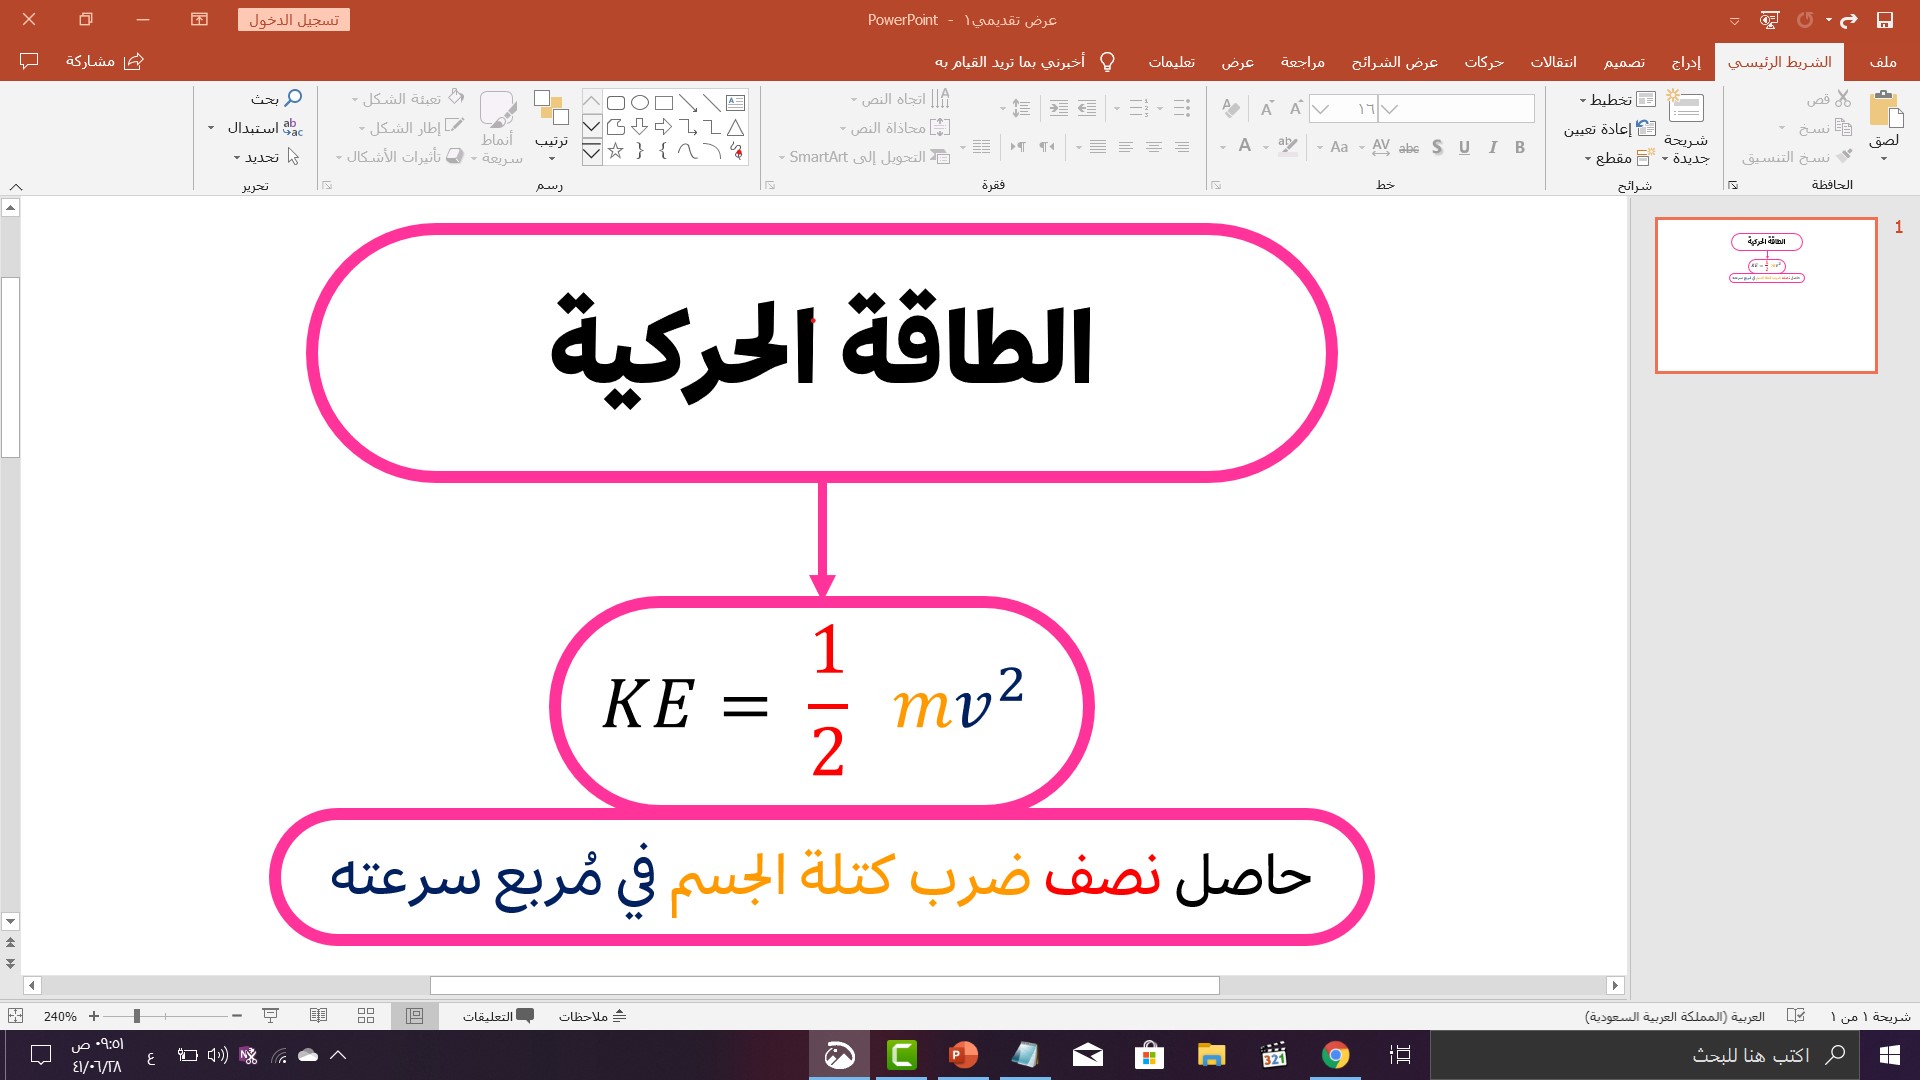 عرض تقديمي١ - PowerPoint
تسجيل الدخول
ملف
الشريط الرئيسي
إدراج
تصميم
انتقالات
حركات
عرض الشرائح
مراجعة
عرض
تعليمات
أخبرني بما تريد القيام به
مشاركة
لصق
قص
نسخ
نسخ التنسيق
الحافظة
شريحة جديدة
تخطيط
إعادة تعيين
مقطع
شرائح
١٦
خط
اتجاه النص
محاذاة النص
التحويل إلى SmartArt
فقرة
ترتيب
أنماط سريعة
تعبئة الشكل
إطار الشكل
تأثيرات الأشكال
رسم
بحث
استبدال
تحديد
تحرير
1
الطاقة الحركية
KE = 1/2 mv²
حاصل نصف ضرب كتلة الجسم في مُربع سرعته
شريحة ١ من ١
العربية (المملكة العربية السعودية)
ملاحظات
التعليقات
240%
اكتب هنا للبحث
ع
٠٩:٥١ ص
٤١/٠٦/٢٨